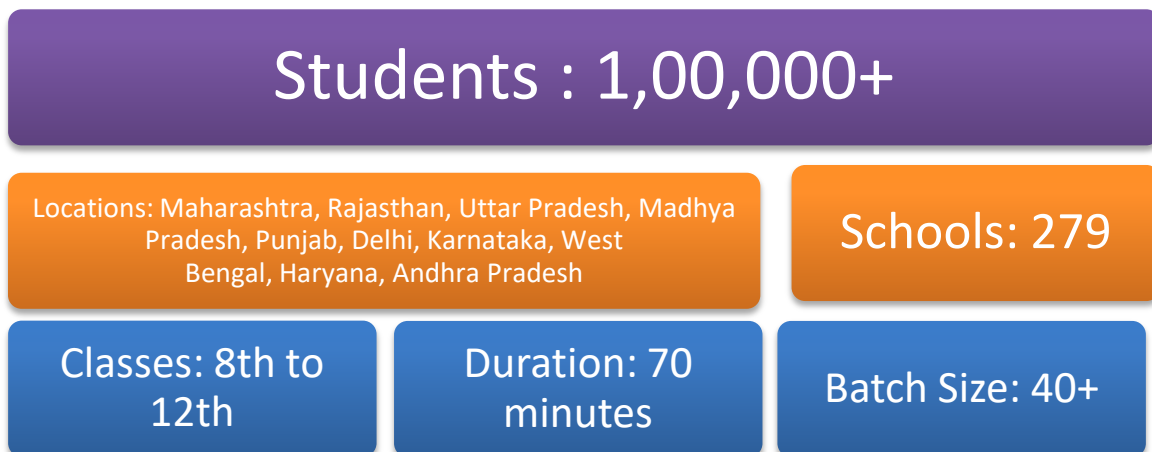 Students : 1,00,000+
Locations: Maharashtra, Rajasthan, Uttar Pradesh, Madhya
Pradesh, Punjab, Delhi, Karnataka, West
Bengal, Haryana, Andhra Pradesh
Schools: 279
Classes: 8th to
12th
Duration: 70
minutes
Batch Size: 40+